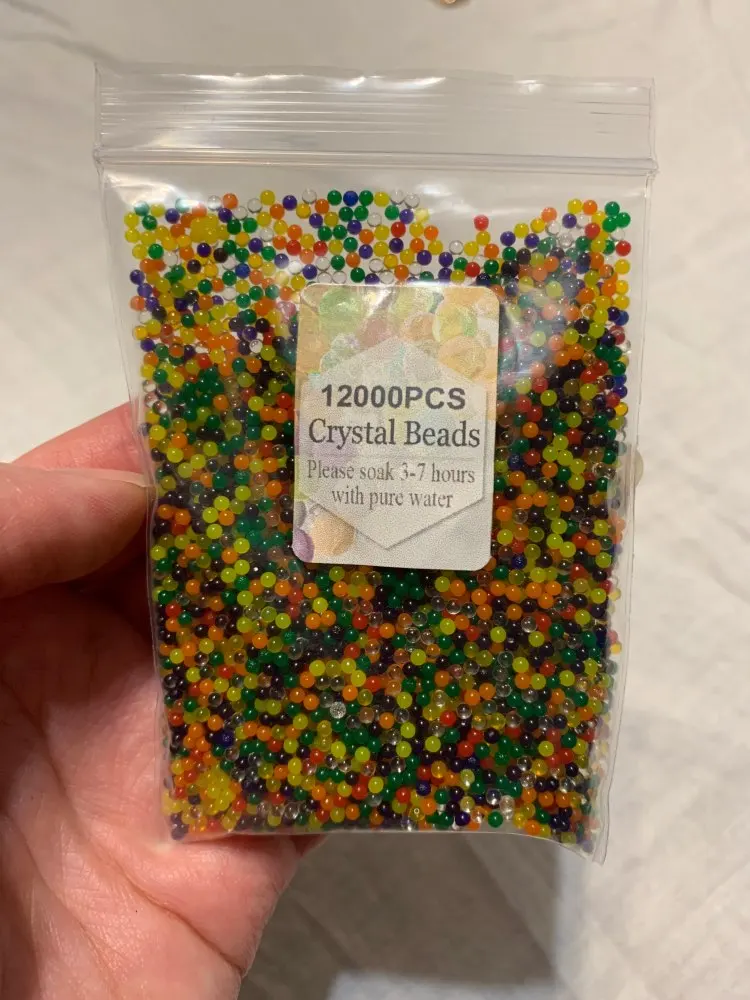 12000PCS
Crystal Beads
Please soak 3-7 hours
with pure water